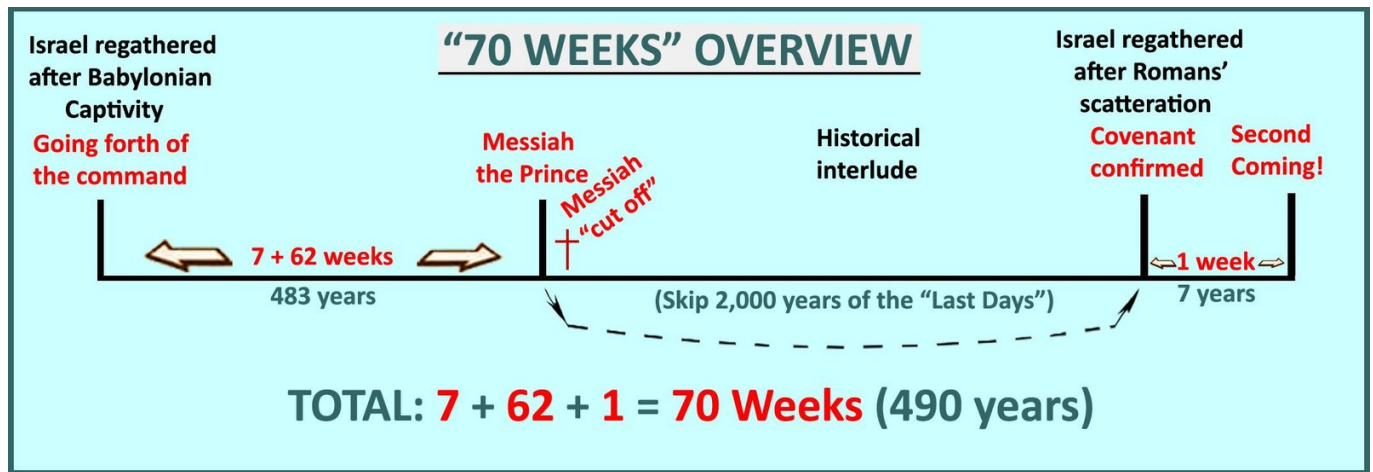 “70 WEEKS” OVERVIEW
Israel regathered
after Babylonian
Captivity
Going forth of
the command
Messiah
the Prince
Messiah
“cut off”
Historical
interlude
Israel regathered
after Romans’
scatteration
Covenant
confirmed
Second
Coming!
7 + 62 weeks
483 years
(Skip 2,000 years of the “Last Days”)
1 week
7 years
TOTAL: 7 + 62 + 1 = 70 Weeks (490 years)